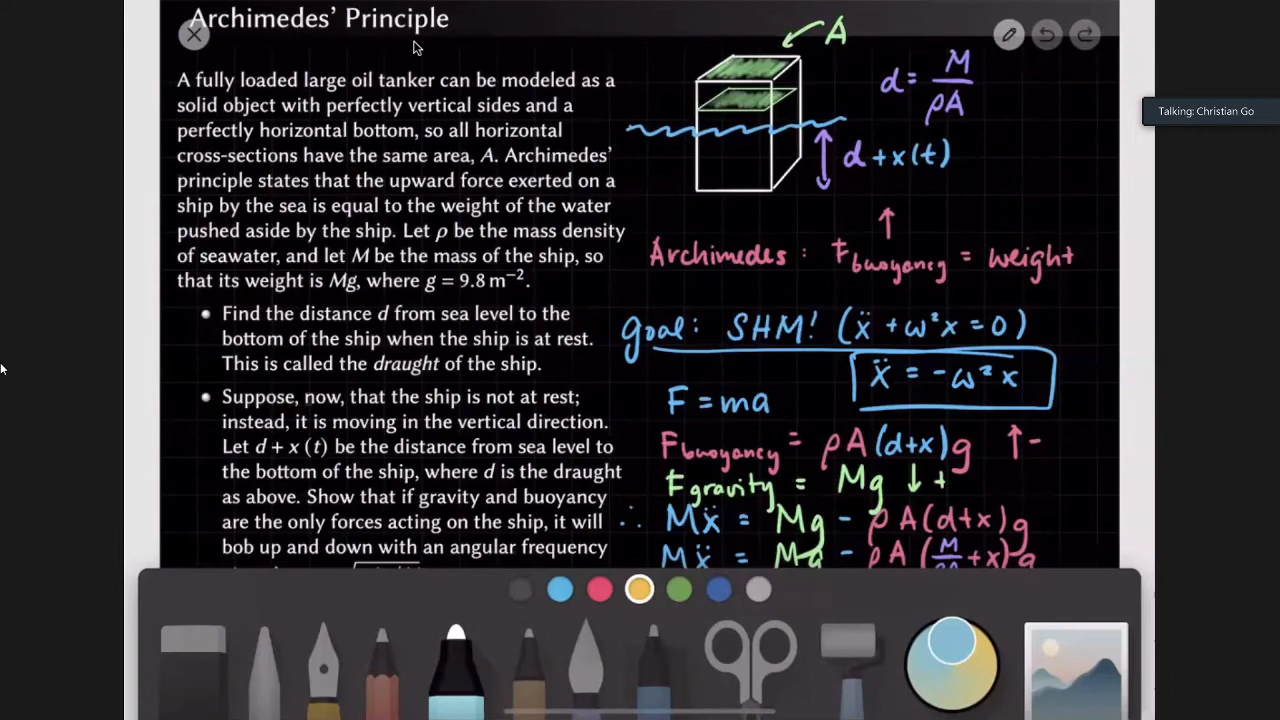 Archimedes' Principle
A fully loaded large oil tanker can be modeled as a
solid object with perfectly vertical sides and a
perfectly horizontal bottom, so all horizontal
cross-sections have the same area, A. Archimedes'
principle states that the upward force exerted on a
ship by the sea is equal to the weight of the water
pushed aside by the ship. Let ρ be the mass density
of seawater, and let M be the mass of the ship, so
that its weight is Mg, where g = 9.8 m⁻².
• Find the distance d from sea level to the
bottom of the ship when the ship is at rest.
This is called the draught of the ship.
• Suppose, now, that the ship is not at rest;
instead, it is moving in the vertical direction.
Let d + x (t) be the distance from sea level to
the bottom of the ship, where d is the draught
as above. Show that if gravity and buoyancy
are the only forces acting on the ship, it will
bob up and down with an angular frequency
A
d = M/ρA
d + x(t)
Archimedes : Fbuoyancy = weight
goal: SHM! (ẍ + ω²x = 0)
ẍ = -ω²x
F = ma
Fbuoyancy = ρA(d+x)g ↑ -
Fgravity = Mg ↓ +
∴ Mẍ = Mg - ρA(d+x)g
Mẍ = Mg - ρA(M/ρA + x)g
Talking: Christian Go